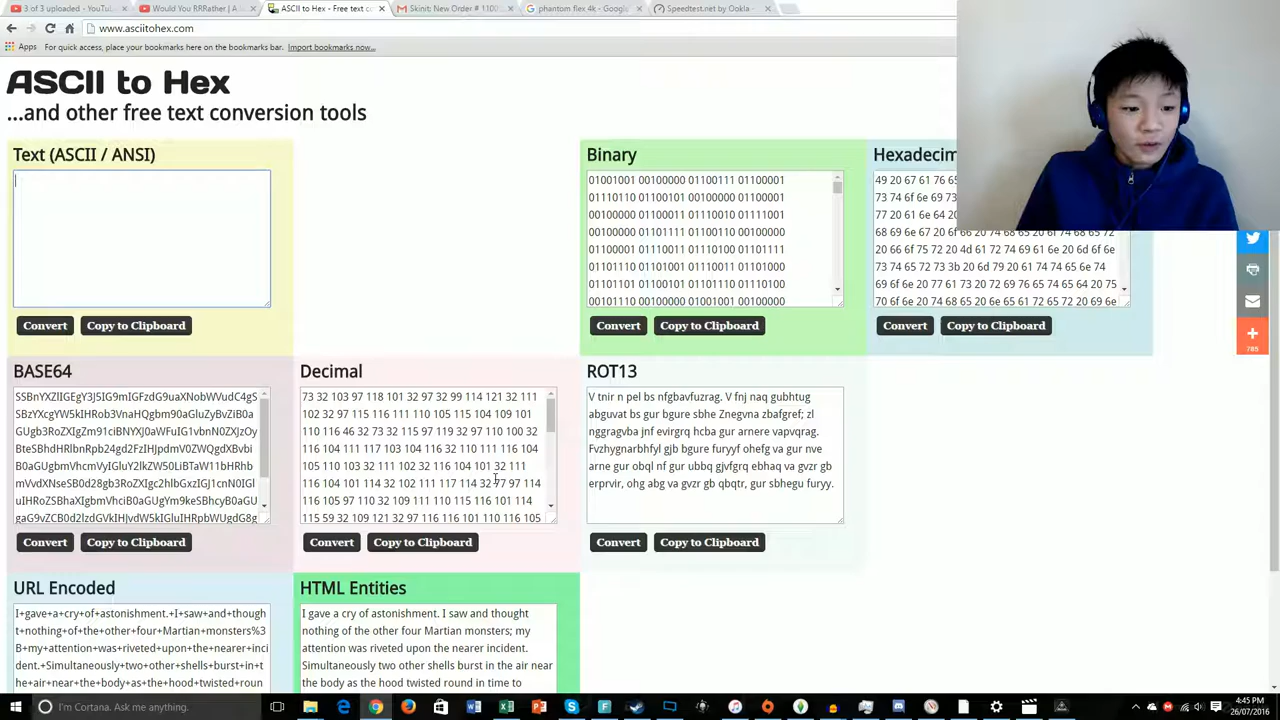 3 of 3 uploaded - YouTu
Would You RRRather | A
ASCII to Hex - Free text co
Skinit: New Order # 1100
phantom flex 4k - Google
Speedtest.net by Ookla -
www.asciitohex.com
Apps
For quick access, place your bookmarks here on the bookmarks bar.
Import bookmarks now...
ASCII to Hex
...and other free text conversion tools
Text (ASCII / ANSI)
Convert
Copy to Clipboard
Binary
01001001 00100000 01100111 01100001
01110110 01100101 00100000 01100001
00100000 01100011 01110010 01111001
00100000 01101111 01100110 00100000
01100001 01110011 01110100 01101111
01101110 01101001 01110011 01101000
01101101 01100101 01101110 01110100
00101110 00100000 01001001 00100000
Convert
Copy to Clipboard
Hexadecim
49 20 67 61 76 65
73 74 6f 6e 69 73
77 20 61 6e 64 20
68 69 6e 67 20 6f 66 20 74 68 65 20
20 66 6f 75 72 20 4d 61 72 74 69 61 6e 20 6d 6f 6e
73 74 65 72 73 3b 20 6d 79 20 61 74 74 65 6e 74
69 6f 6e 20 77 61 73 20 72 69 76 65 74 65 64 20 75
70 6f 6e 20 74 68 65 20 6e 65 61 72 65 72 20 69 6e
Convert
Copy to Clipboard
785
BASE64
SSBnYXZlIGEgY3J5IG9mIGFzdG9uaXNobWVudC4gS
SBzYXcgYW5kIHRob3VnaHQgbm90aGluZyBvZiB0a
GUgb3RoZXIgZm91ciBNYXJ0aWFuIG1vbnN0ZXJzOy
BteSBhdHRlbnRpb24gd2FzIHJpdmV0ZWQgdXBvbi
B0aGUgbmVhcmVyIGluY2lkZW50LiBTaW11bHRhb
mVvdXNseSB0d28gb3RoZXIgc2hlbGxzIGJ1cnN0IG
luIHRoZSBhaXIgbmVhciB0aGUgYm9keSBhcyB0aGU
gaG9vZCB0d2lzdGVkIHJvdW5kIGluIHRpbWUgdG8g
Convert
Copy to Clipboard
Decimal
73 32 103 97 118 101 32 97 32 99 114 121 32 111
102 32 97 115 116 111 110 105 115 104 109 101
110 116 46 32 73 32 115 97 119 32 97 110 100 32
116 104 111 117 103 104 116 32 110 111 116 104
105 110 103 32 111 102 32 116 104 101 32 111
116 104 101 114 32 102 111 117 114 32 77 97 114
116 105 97 110 32 109 111 110 115 116 101 114
115 59 32 109 121 32 97 116 116 101 110 116 105
Convert
Copy to Clipboard
ROT13
V tnir n pel bs nfgbavfuzrag. V fnj naq gubhtug
abguvat bs gur bgure sbhe Znegvna zbafgref; zl
nggragvba jnf evirgrq hcba gur arnere vapvqrag.
Fvzhygnarbhfyl gjb bgure furyyf ohefg va gur nve
arne gur obql nf gur ubbq gjvfgrq ebhaq va gvzr gb
erprvir, ohg abg va gvzr gb qbqtr, gur sbhegu furyy.
Convert
Copy to Clipboard
URL Encoded
I+gave+a+cry+of+astonishment.+I+saw+and+though
t+nothing+of+the+other+four+Martian+monsters%3
B+my+attention+was+riveted+upon+the+nearer+inci
dent.+Simultaneously+two+other+shells+burst+in+t
he+air+near+the+body+as+the+hood+twisted+roun
HTML Entities
I gave a cry of astonishment. I saw and thought
nothing of the other four Martian monsters; my
attention was riveted upon the nearer incident.
Simultaneously two other shells burst in the air near
the body as the hood twisted round in time to
I'm Cortana. Ask me anything.
4:45 PM
26/07/2016